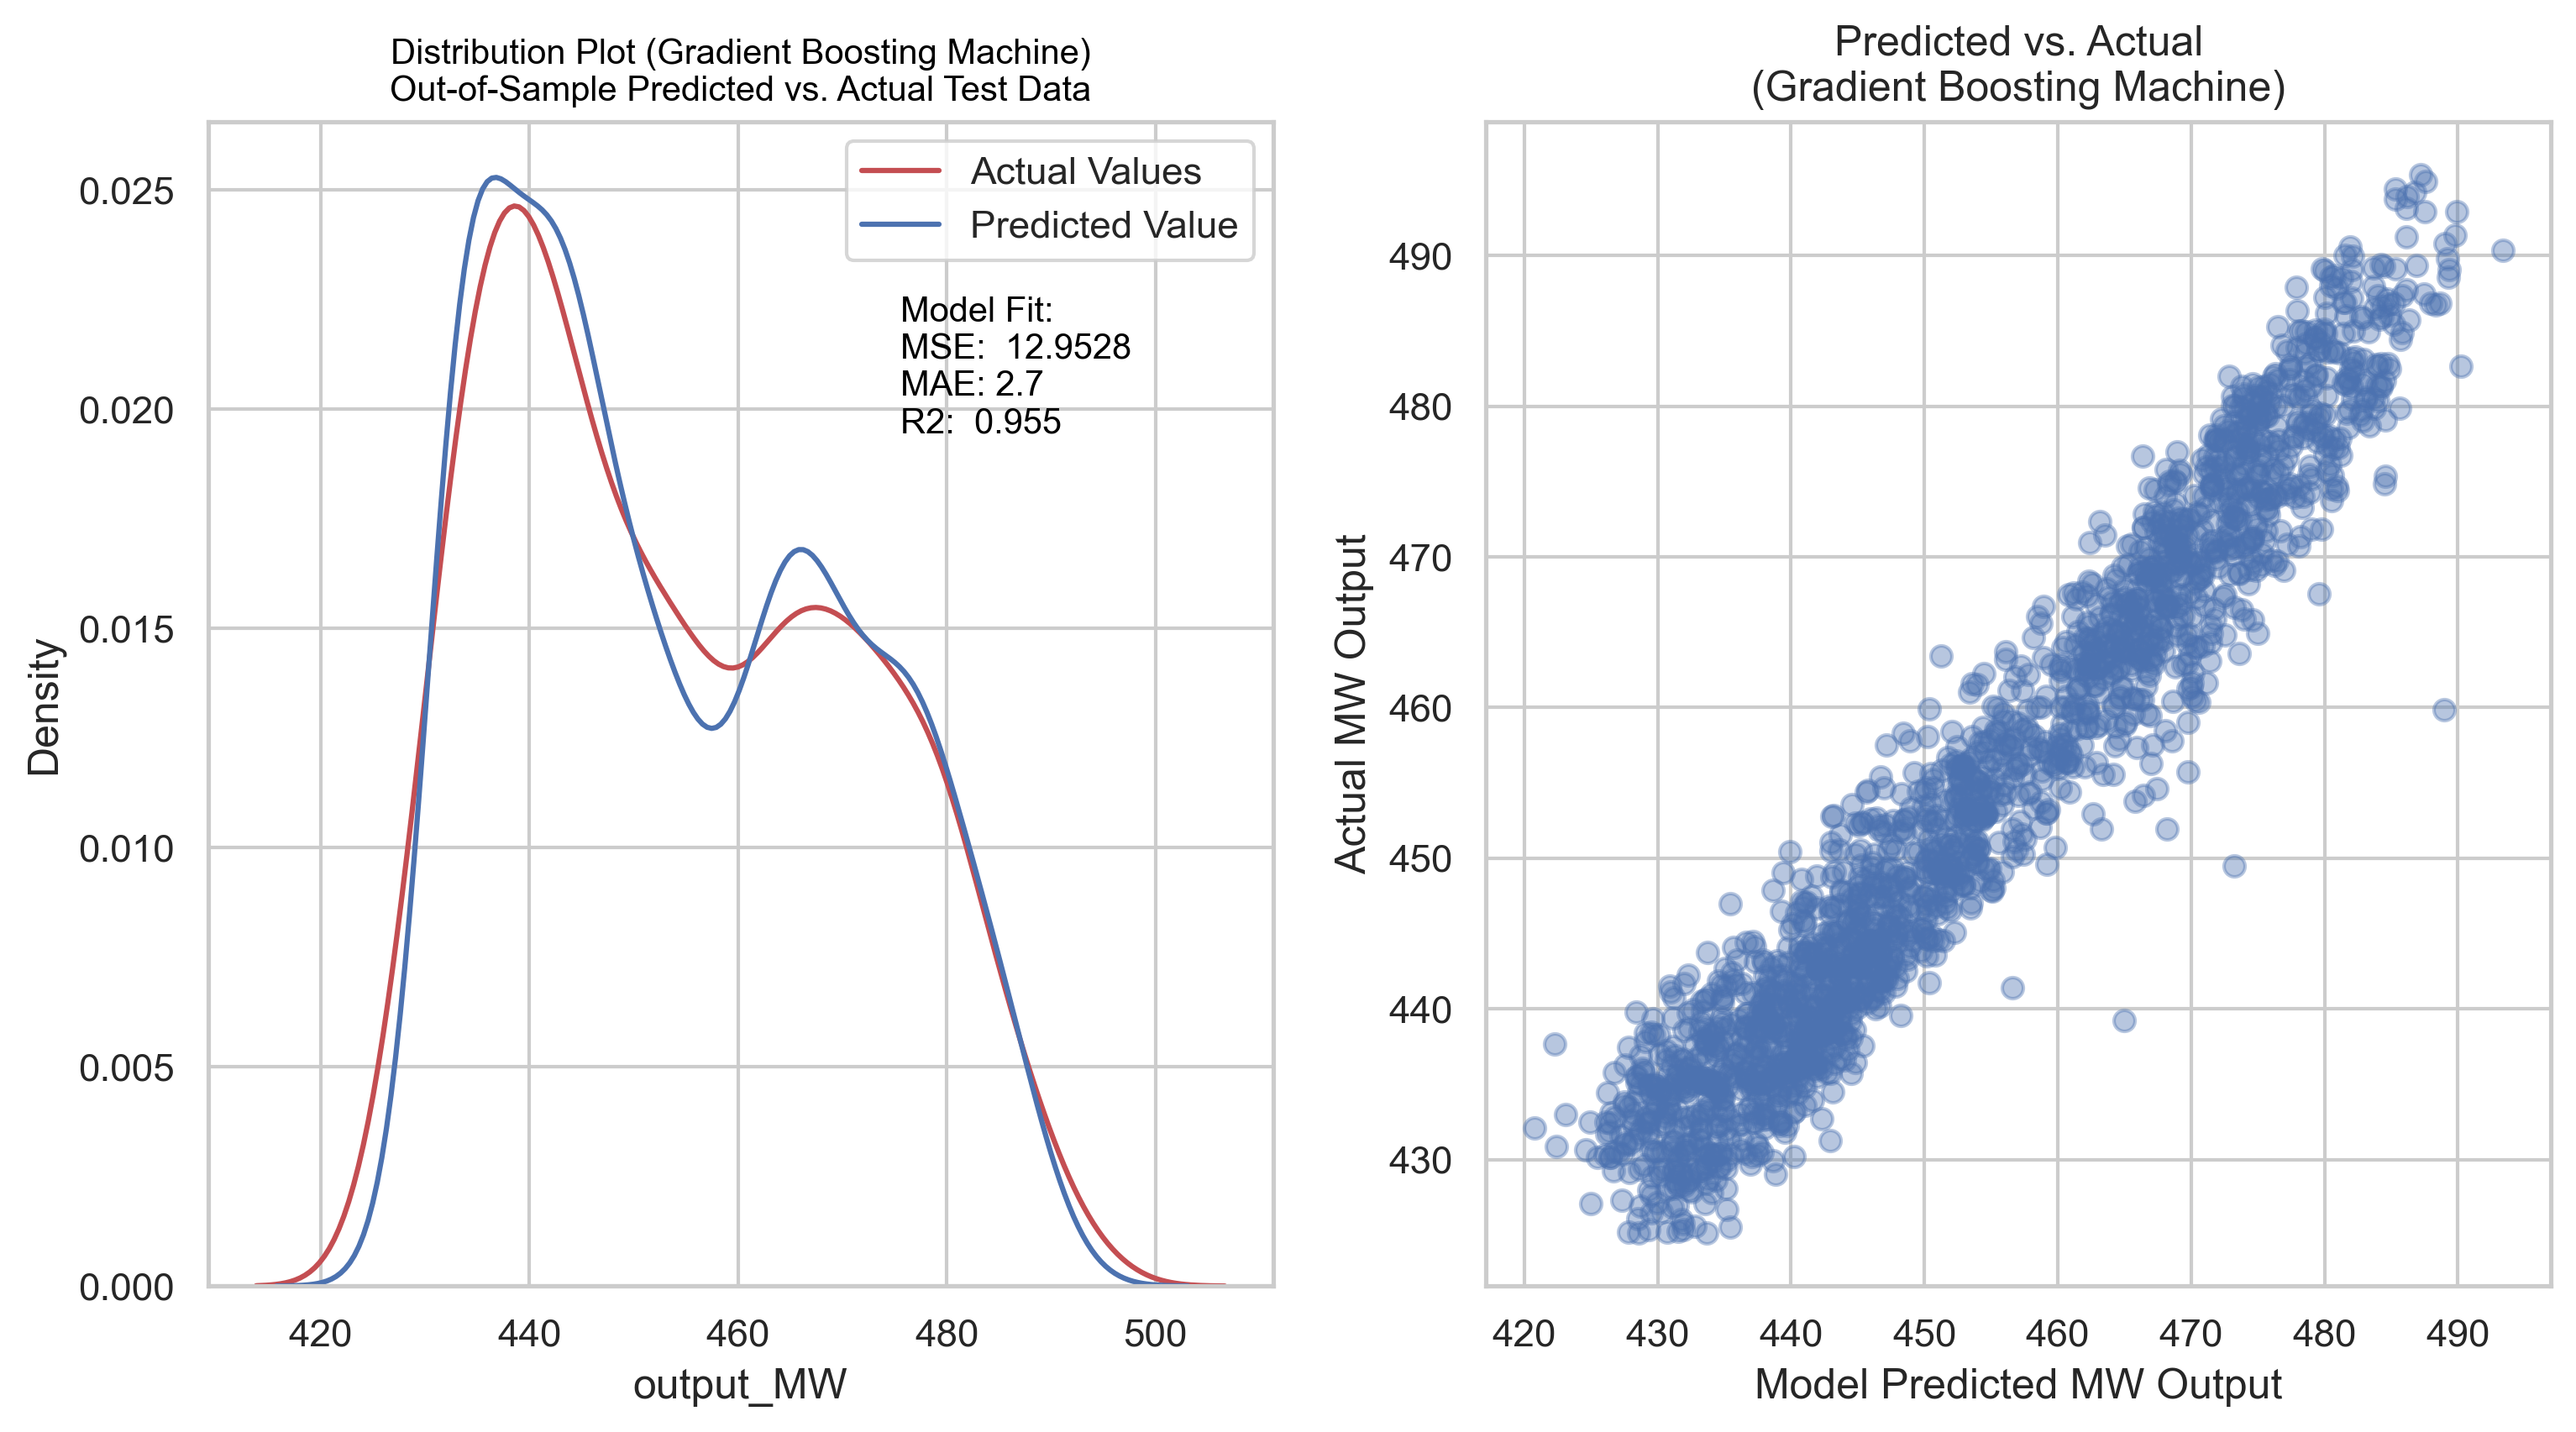 Distribution Plot (Gradient Boosting Machine)
Out-of-Sample Predicted vs. Actual Test Data
Actual Values
Predicted Value
Model Fit:
MSE:  12.9528
MAE: 2.7
R2:  0.955
Density
0.025
0.020
0.015
0.010
0.005
0.000
420 440 460 480 500
output_MW
Predicted vs. Actual
(Gradient Boosting Machine)
Actual MW Output
490
480
470
460
450
440
430
420 430 440 450 460 470 480 490
Model Predicted MW Output